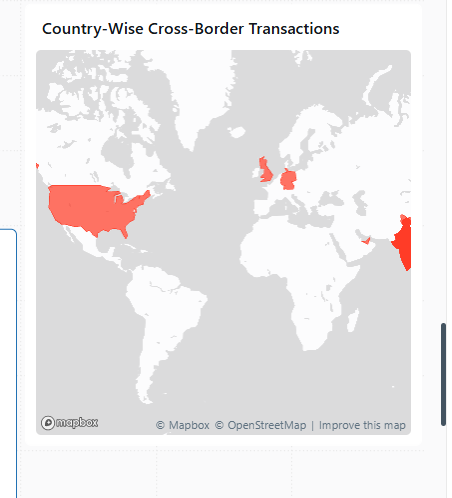 Country-Wise Cross-Border Transactions
mapbox
© Mapbox © OpenStreetMap | Improve this map